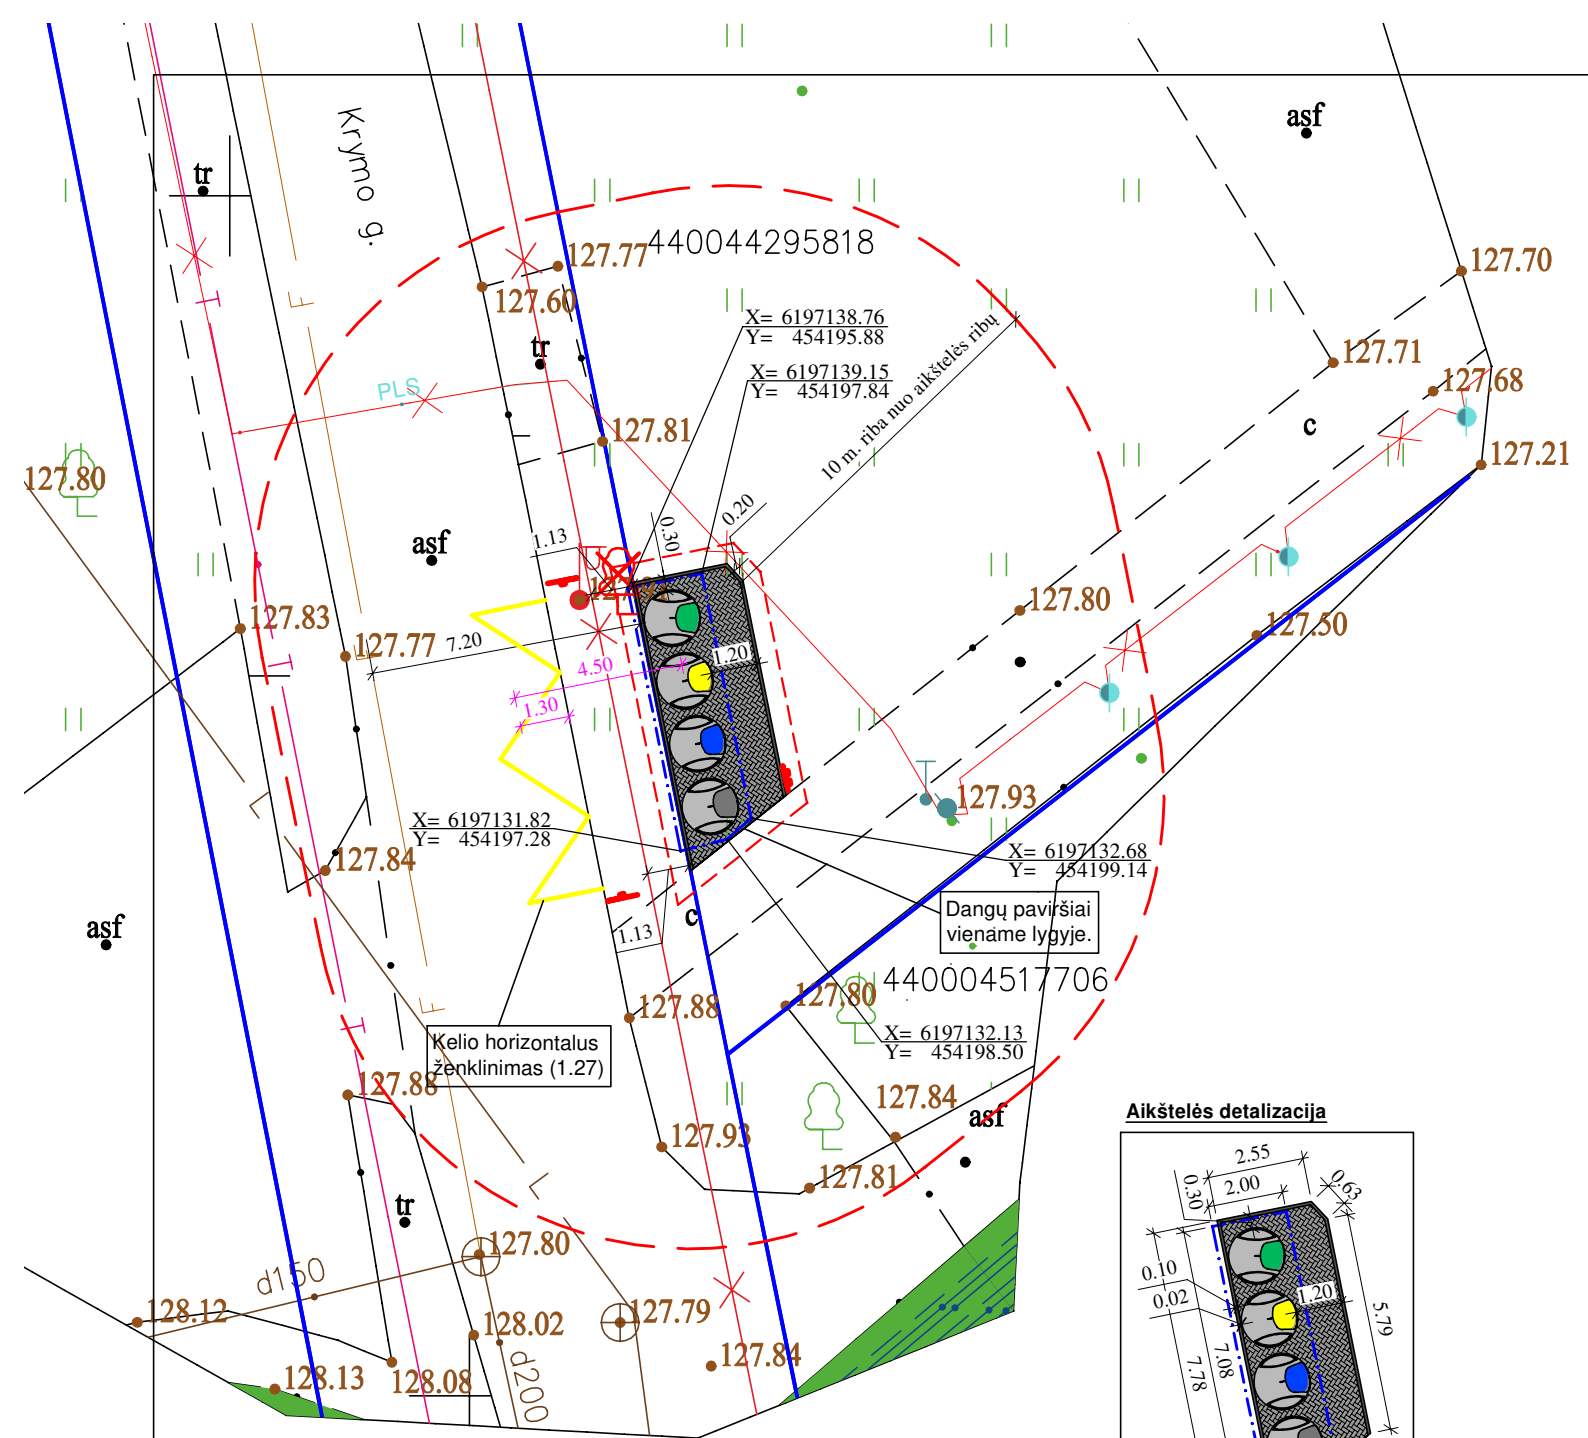 asf
tr
Krymo g.
127.77
440044295818
127.60
127.70
X= 6197138.76
Y= 454195.88
tr
127.71
X= 6197139.15
Y= 454197.84
10 m. riba nuo aikštelės ribų
PLS
127.68
c
127.81
127.21
127.80
0.20
0.30
1.13
asf
127.80
127.83
127.50
127.77
7.20
1.20
4.50
1.30
127.93
X= 6197131.82
Y= 454197.28
127.84
X= 6197132.68
Y= 454199.14
Dangų paviršiai
viename lygyje.
asf
c
1.13
440004517706
127.88
127.80
Kelio horizontalus
ženklinimas (1.27)
X= 6197132.13
Y= 454198.50
127.88
127.84
asf
127.93
127.81
tr
127.80
d150
128.12
128.02
127.79
127.84
128.13
128.08
d200
Aikštelės detalizacija
2.55
2.00
0.63
0.30
0.10
0.02
1.20
5.79
7.08
7.78
T
T
T
F
F
F
L
L